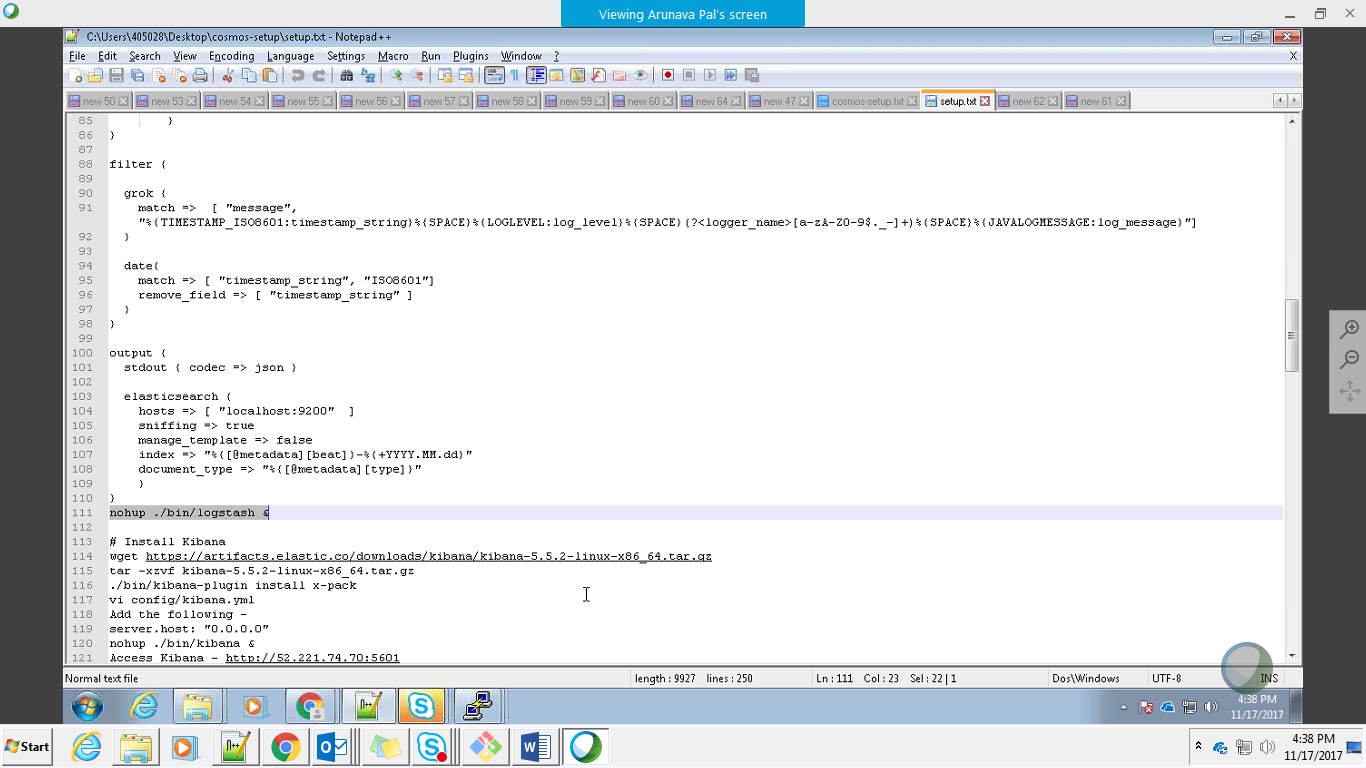 Viewing Arunava Pal's screen
C:\Users\405028\Desktop\cosmos-setup\setup.txt - Notepad++
File Edit Search View Encoding Language Settings Macro Run Plugins Window ? X
new 50 new 53 new 54 new 55 new 56 new 57 new 58 new 59 new 60 new 64 new 47 cosmos-setup.txt setup.txt new 62 new 61
85 }
86 }
87
88 filter {
89
90 grok {
91 match => [ "message",
"%{TIMESTAMP_ISO8601:timestamp_string}%{SPACE}%{LOGLEVEL:log_level}%{SPACE}(?<logger_name>[a-zA-Z0-9$._-]+)%{SPACE}%{JAVALOGMESSAGE:log_message}"]
92 }
93
94 date{
95 match => [ "timestamp_string", "ISO8601"]
96 remove_field => [ "timestamp_string" ]
97 }
98 }
99
100 output {
101 stdout { codec => json }
102
103 elasticsearch {
104 hosts => [ "localhost:9200" ]
105 sniffing => true
106 manage_template => false
107 index => "%{[@metadata][beat]}-%{+YYYY.MM.dd}"
108 document_type => "%{[@metadata][type]}"
109 }
110 }
111 nohup ./bin/logstash &
112
113 # Install Kibana
114 wget https://artifacts.elastic.co/downloads/kibana/kibana-5.5.2-linux-x86_64.tar.gz
115 tar -xzvf kibana-5.5.2-linux-x86_64.tar.gz
116 ./bin/kibana-plugin install x-pack
117 vi config/kibana.yml
118 Add the following -
119 server.host: "0.0.0.0"
120 nohup ./bin/kibana &
121 Access Kibana - http://52.221.74.70:5601
Normal text file length : 9927 lines : 250 Ln : 111 Col : 23 Sel : 22 | 1 Dos\Windows UTF-8 INS
4:38 PM
11/17/2017
Start
4:38 PM
11/17/2017